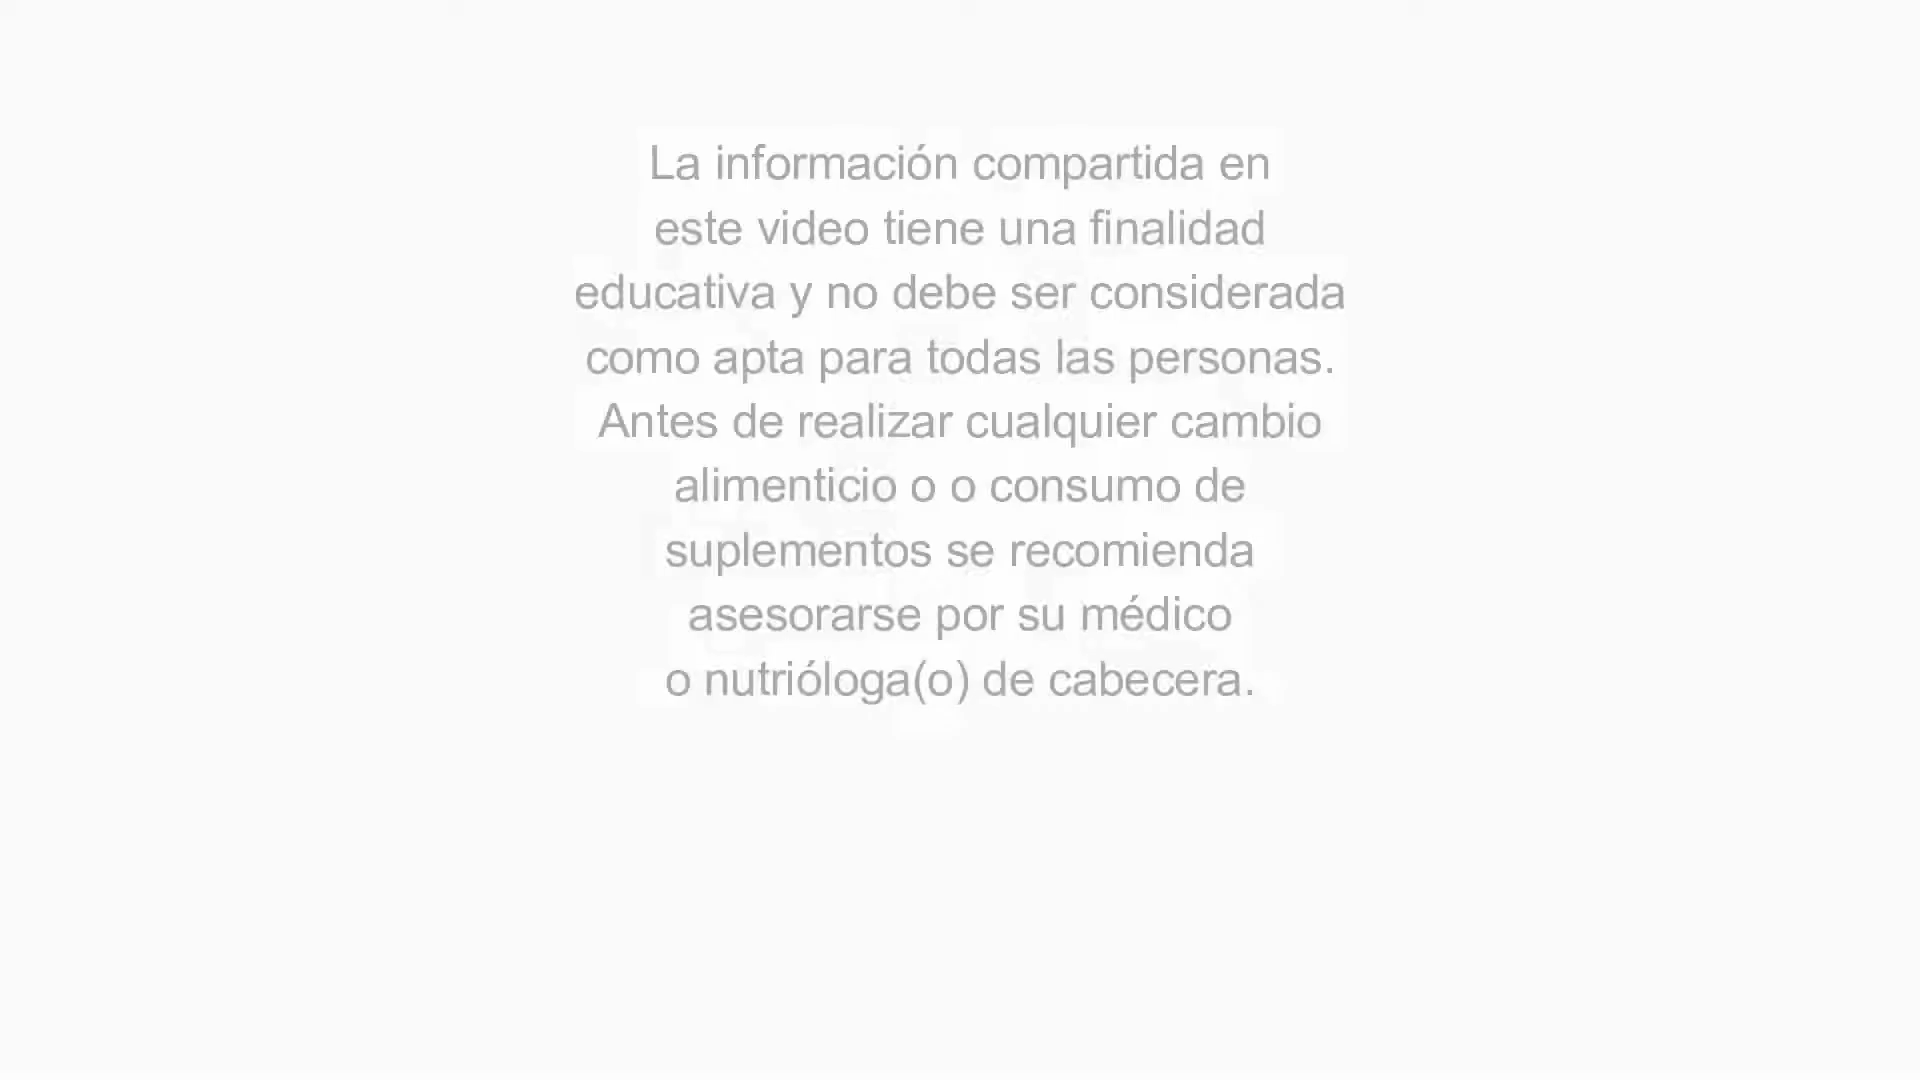 La información compartida en
este video tiene una finalidad
educativa y no debe ser considerada
como apta para todas las personas.
Antes de realizar cualquier cambio
alimenticio o o consumo de
suplementos se recomienda
asesorarse por su médico
o nutrióloga(o) de cabecera.